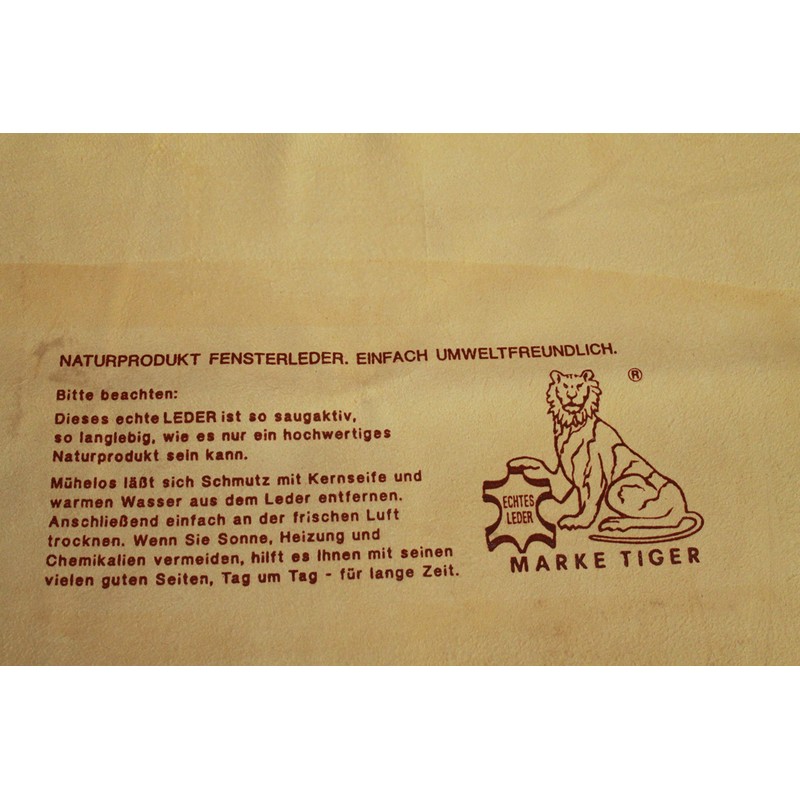 NATURPRODUKT FENSTERLEDER. EINFACH UMWELTFREUNDLICH.
Bitte beachten:
Dieses echte LEDER ist so saugaktiv,
so langlebig, wie es nur ein hochwertiges
Naturprodukt sein kann.
Mühelos läßt sich Schmutz mit Kernseife und
warmen Wasser aus dem Leder entfernen.
Anschließend einfach an der frischen Luft
trocknen. Wenn Sie Sonne, Heizung und
Chemikalien vermeiden, hilft es Ihnen mit seinen
vielen guten Seiten, Tag um Tag - für lange Zeit.
®
ECHTES
LEDER
MARKE TIGER